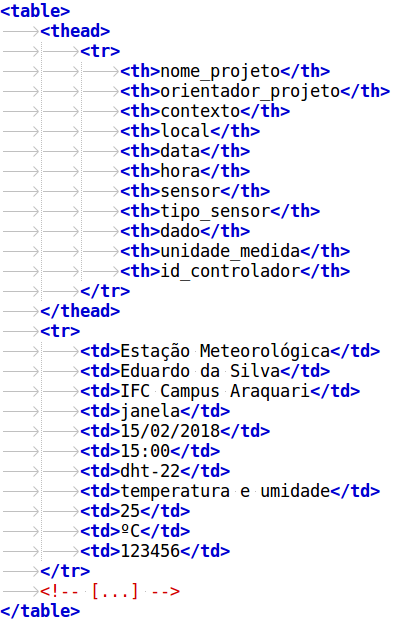 <table>
<thead>
<tr>
<th>nome_projeto</th>
<th>orientador_projeto</th>
<th>contexto</th>
<th>local</th>
<th>data</th>
<th>hora</th>
<th>sensor</th>
<th>tipo_sensor</th>
<th>dado</th>
<th>unidade_medida</th>
<th>id_controlador</th>
</tr>
</thead>
<tr>
<td>Estação Meteorológica</td>
<td>Eduardo da Silva</td>
<td>IFC Campus Araquari</td>
<td>janela</td>
<td>15/02/2018</td>
<td>15:00</td>
<td>dht-22</td>
<td>temperatura e umidade</td>
<td>25</td>
<td>ºC</td>
<td>123456</td>
</tr>
<!-- [...] -->
</table>